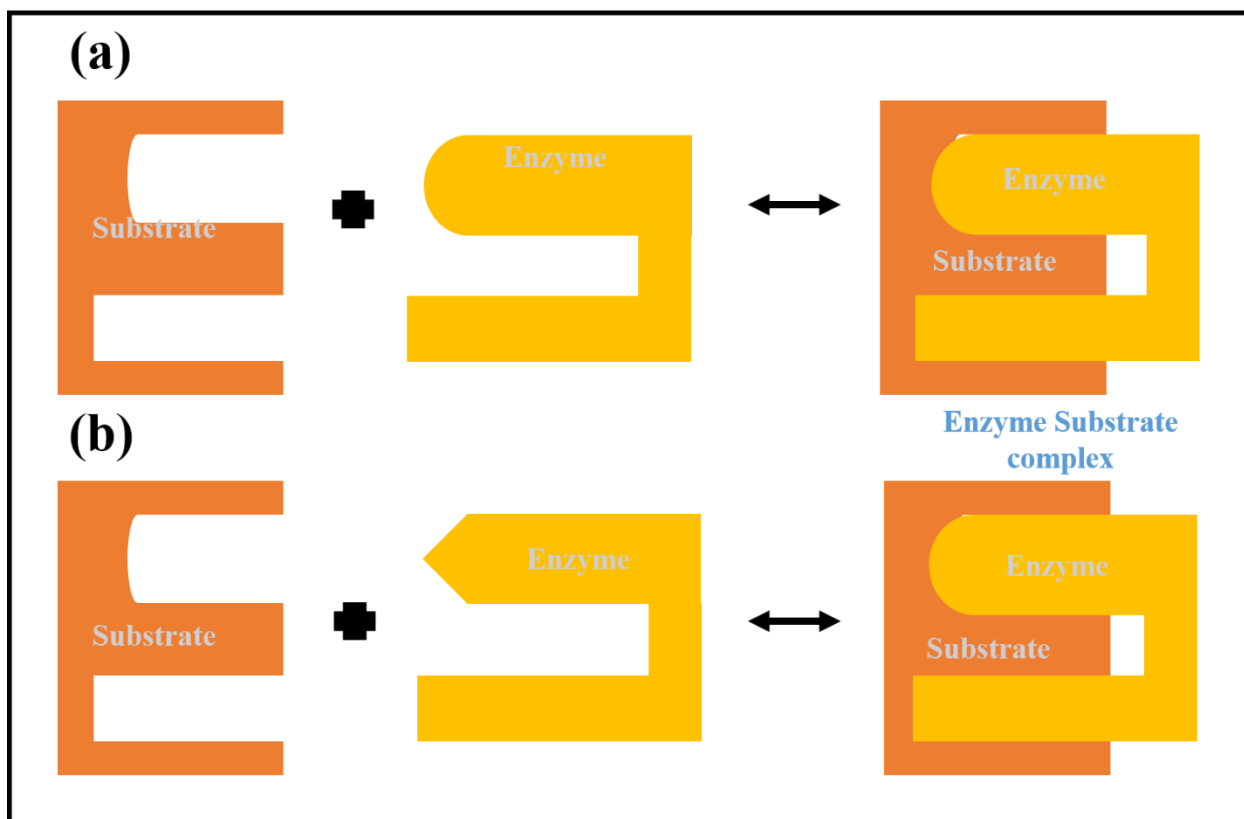 (a)
Substrate
Enzyme
Enzyme
Substrate
Enzyme Substrate
complex
(b)
Substrate
Enzyme
Enzyme
Substrate